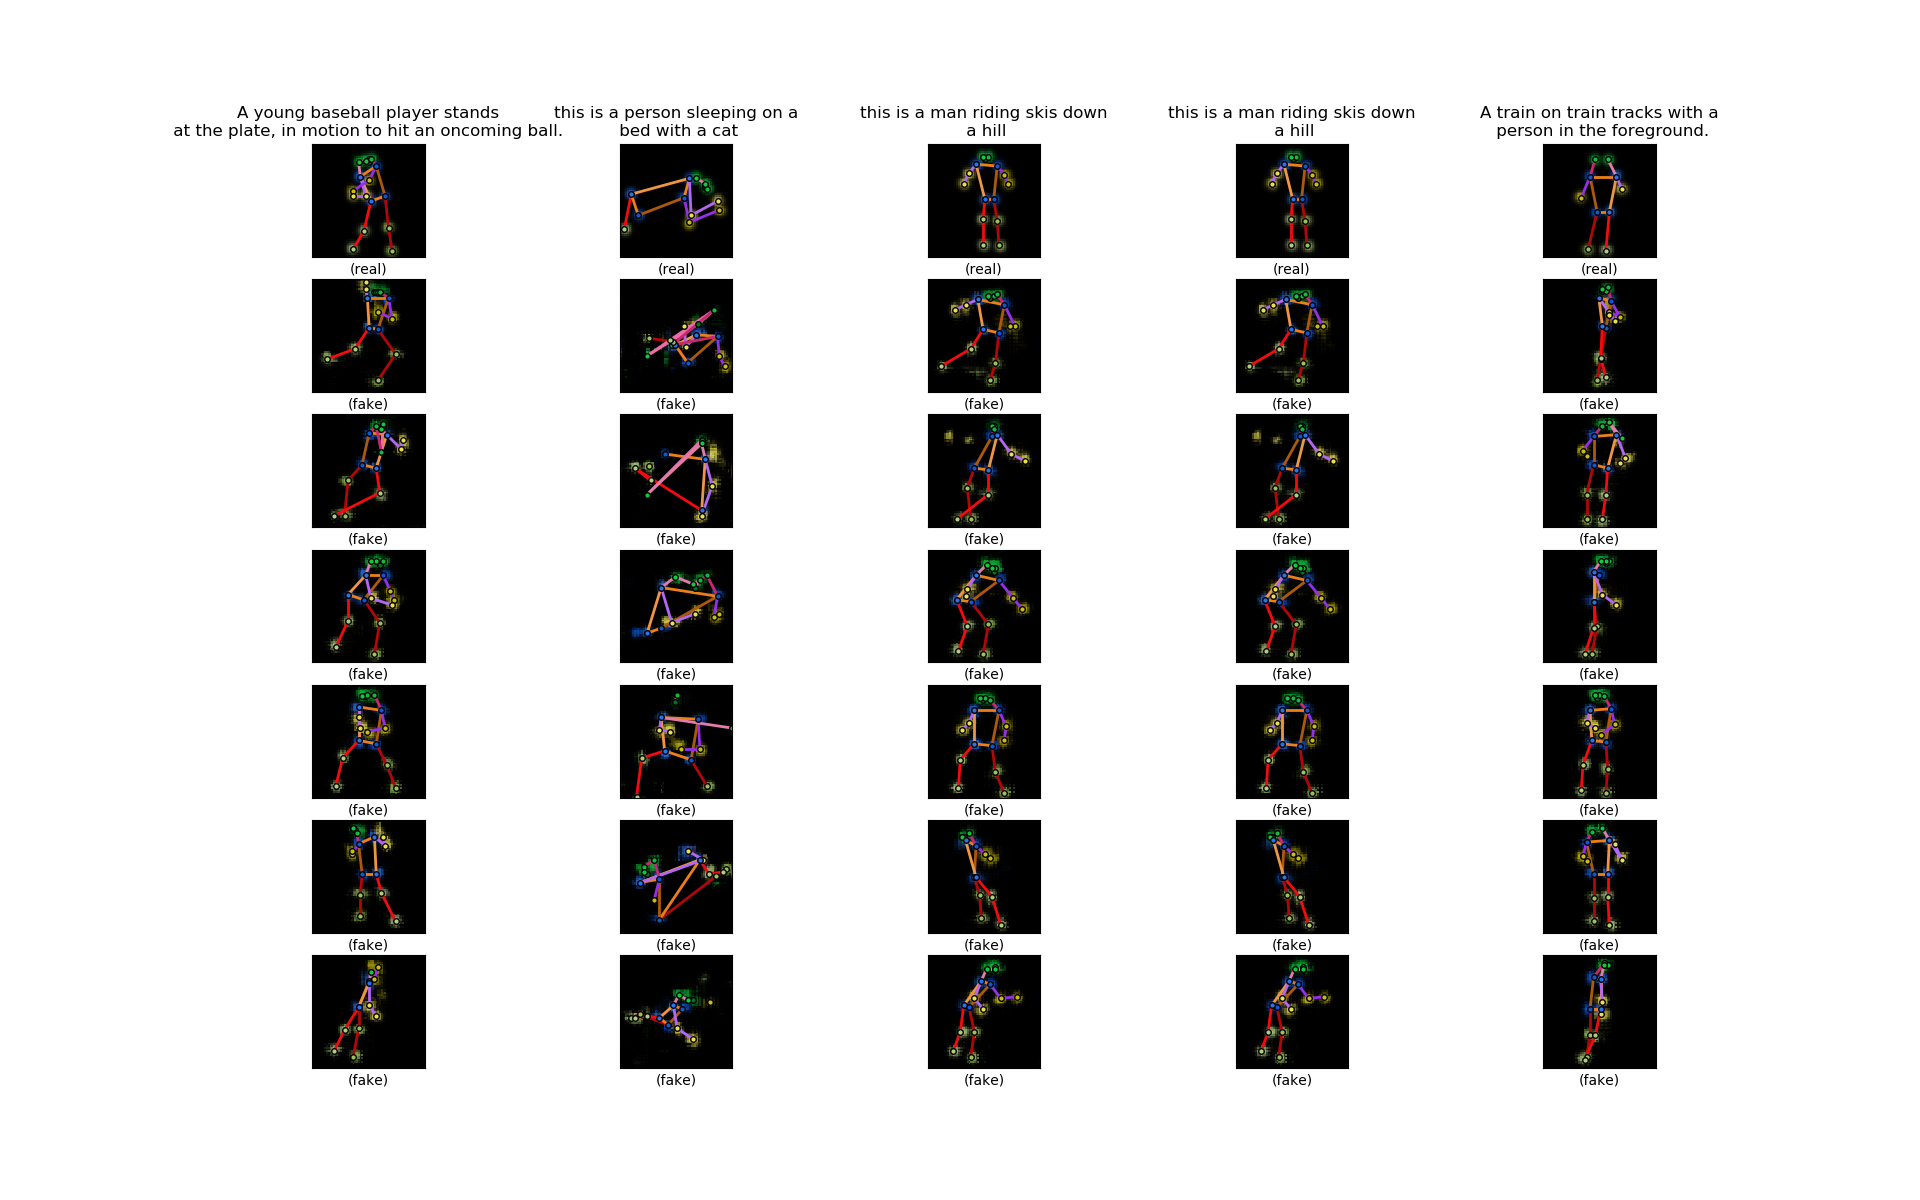 A young baseball player stands
at the plate, in motion to hit an oncoming ball.
this is a person sleeping on a
bed with a cat
this is a man riding skis down
a hill
this is a man riding skis down
a hill
A train on train tracks with a
person in the foreground.
(real) (real) (real) (real) (real)
(fake) (fake) (fake) (fake) (fake)
(fake) (fake) (fake) (fake) (fake)
(fake) (fake) (fake) (fake) (fake)
(fake) (fake) (fake) (fake) (fake)
(fake) (fake) (fake) (fake) (fake)
(fake) (fake) (fake) (fake) (fake)